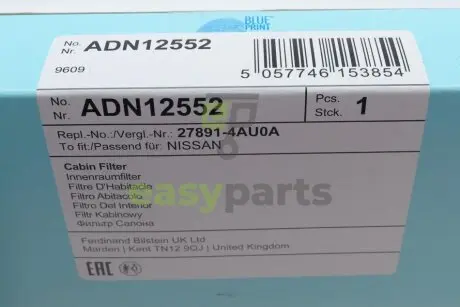 BLUE
PRINT
No. ADN12552
Nr.
9609
5 057746 153854
No. ADN12552
Nr.
Pcs. 1
Stck.
Repl.-No./Vergl.-Nr.: 27891-4AU0A
To fit:/Passend für: NISSAN
Cabin Filter
Innenraumfilter
Filtre D'Habitacle
Filtro Abitacolo
Filtro Del Interior
Filtr Kabinowy
Фильтр Салона
easyparts
Ferdinand Bilstein UK Ltd
Marden | Kent TN12 9QJ | United Kingdom
EAC